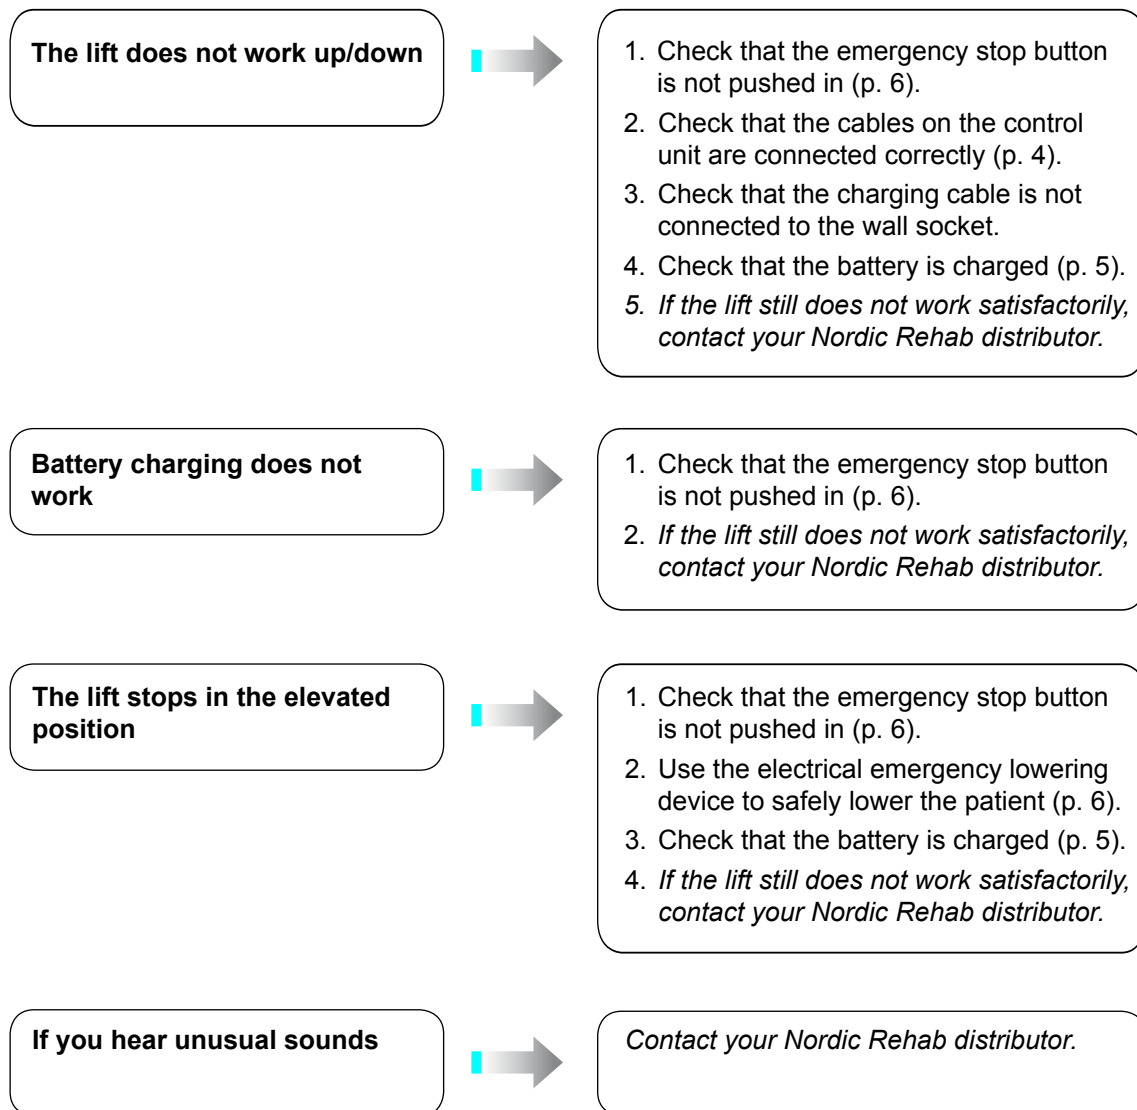 The lift does not work up/down
1. Check that the emergency stop button
is not pushed in (p. 6).
2. Check that the cables on the control
unit are connected correctly (p. 4).
3. Check that the charging cable is not
connected to the wall socket.
4. Check that the battery is charged (p. 5).
5. If the lift still does not work satisfactorily,
contact your Nordic Rehab distributor.
Battery charging does not
work
1. Check that the emergency stop button
is not pushed in (p. 6).
2. If the lift still does not work satisfactorily,
contact your Nordic Rehab distributor.
The lift stops in the elevated
position
1. Check that the emergency stop button
is not pushed in (p. 6).
2. Use the electrical emergency lowering
device to safely lower the patient (p. 6).
3. Check that the battery is charged (p. 5).
4. If the lift still does not work satisfactorily,
contact your Nordic Rehab distributor.
If you hear unusual sounds
Contact your Nordic Rehab distributor.